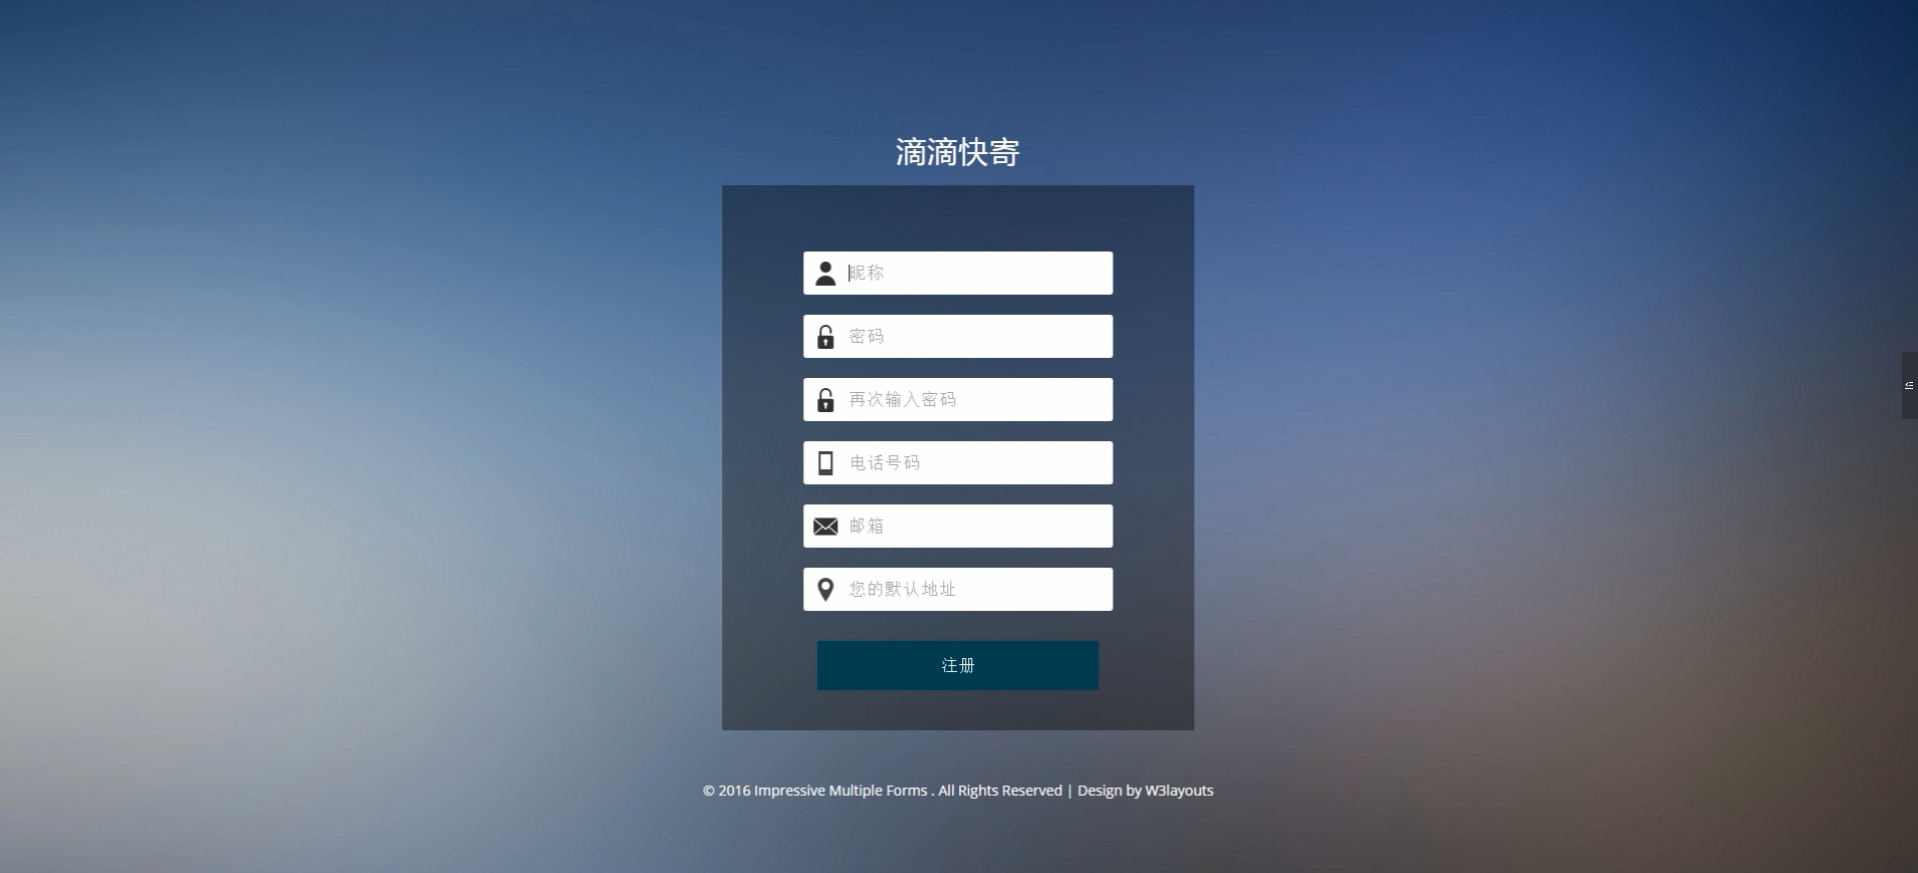 滴滴快寄
昵称
密码
再次输入密码
电话号码
邮箱
您的默认地址
注册
© 2016 Impressive Multiple Forms . All Rights Reserved | Design by W3layouts